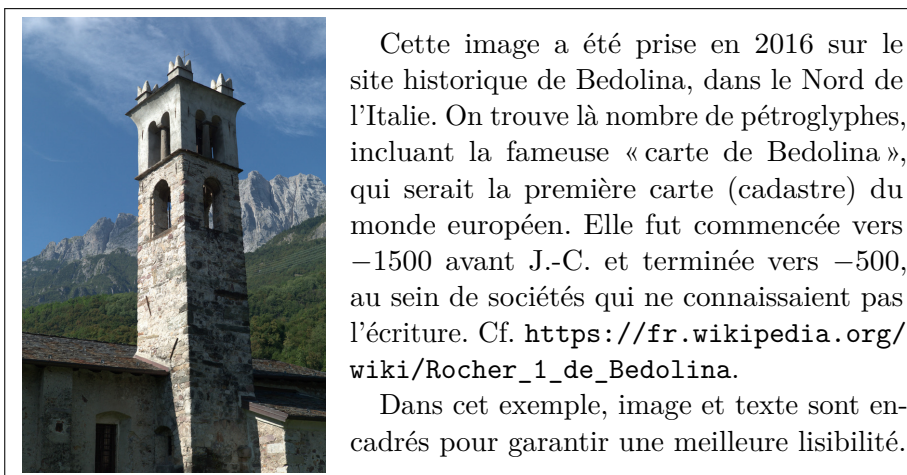 Cette image a été prise en 2016 sur le
site historique de Bedolina, dans le Nord de
l'Italie. On trouve là nombre de pétroglyphes,
incluant la fameuse « carte de Bedolina »,
qui serait la première carte (cadastre) du
monde européen. Elle fut commencée vers
−1500 avant J.-C. et terminée vers −500,
au sein de sociétés qui ne connaissaient pas
l'écriture. Cf. https://fr.wikipedia.org/
wiki/Rocher_1_de_Bedolina.
Dans cet exemple, image et texte sont en-
cadrés pour garantir une meilleure lisibilité.